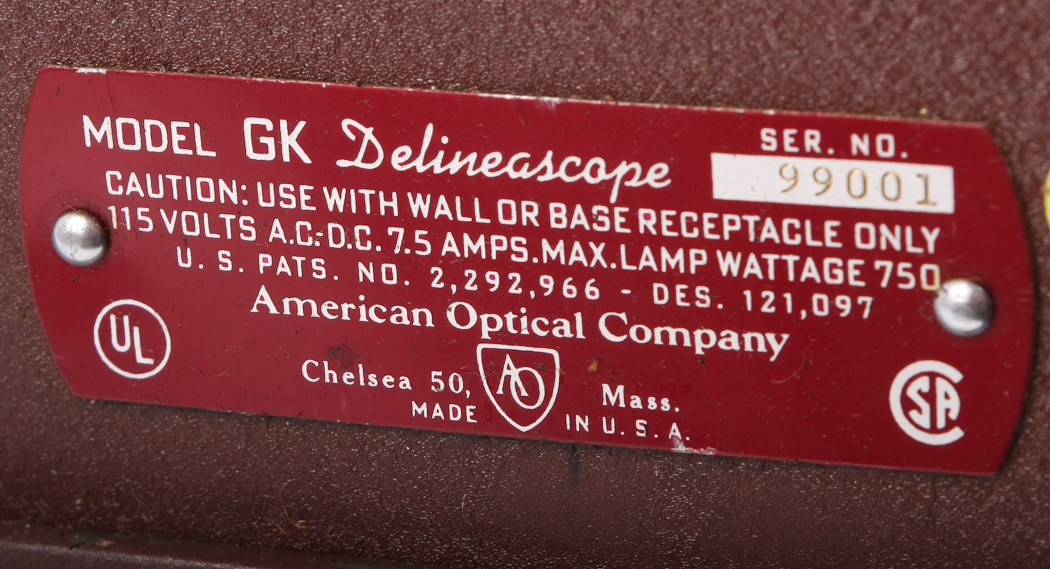 MODEL GK Delineascope
SER. NO.
99001
CAUTION: USE WITH WALL OR BASE RECEPTACLE ONLY
115 VOLTS A.C.-D.C. 7.5 AMPS. MAX. LAMP WATTAGE 750
U. S. PATS. NO. 2,292,966 - DES. 121,097
American Optical Company
UL
Chelsea 50, AO Mass.
MADE IN U. S. A.
CSA